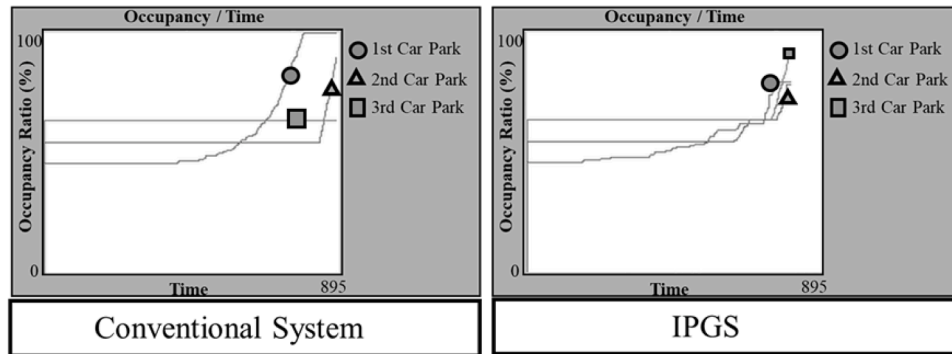 Occupancy / Time
100
Occupancy Ratio (%)
0
Time
895
1st Car Park
2nd Car Park
3rd Car Park
Conventional System
Occupancy / Time
100
Occupancy Ratio (%)
0
Time
895
1st Car Park
2nd Car Park
3rd Car Park
IPGS